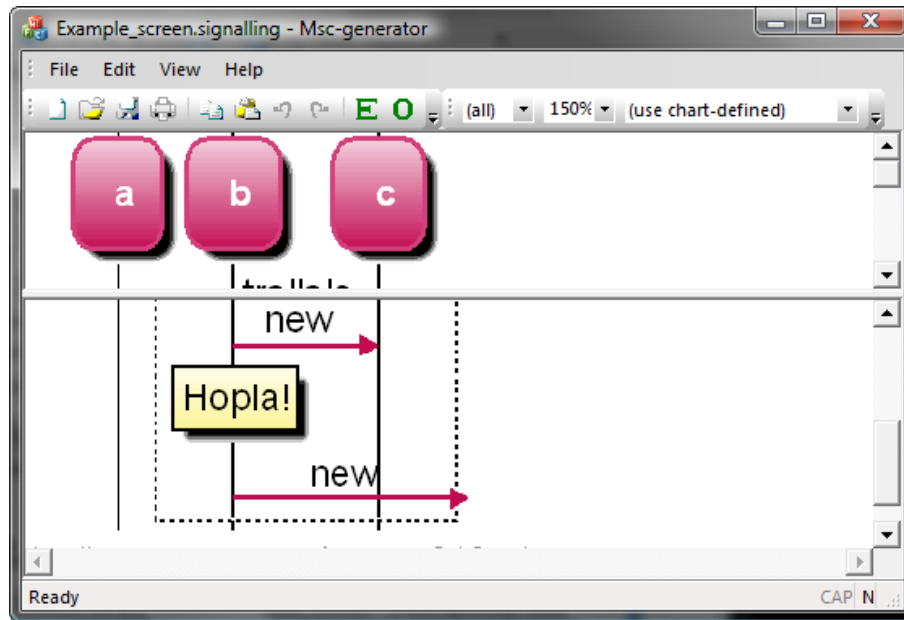 Example_screen.signalling - Msc-generator
File Edit View Help
E O (all) 150% (use chart-defined)
a b c
new
Hopla!
new
Ready CAP N